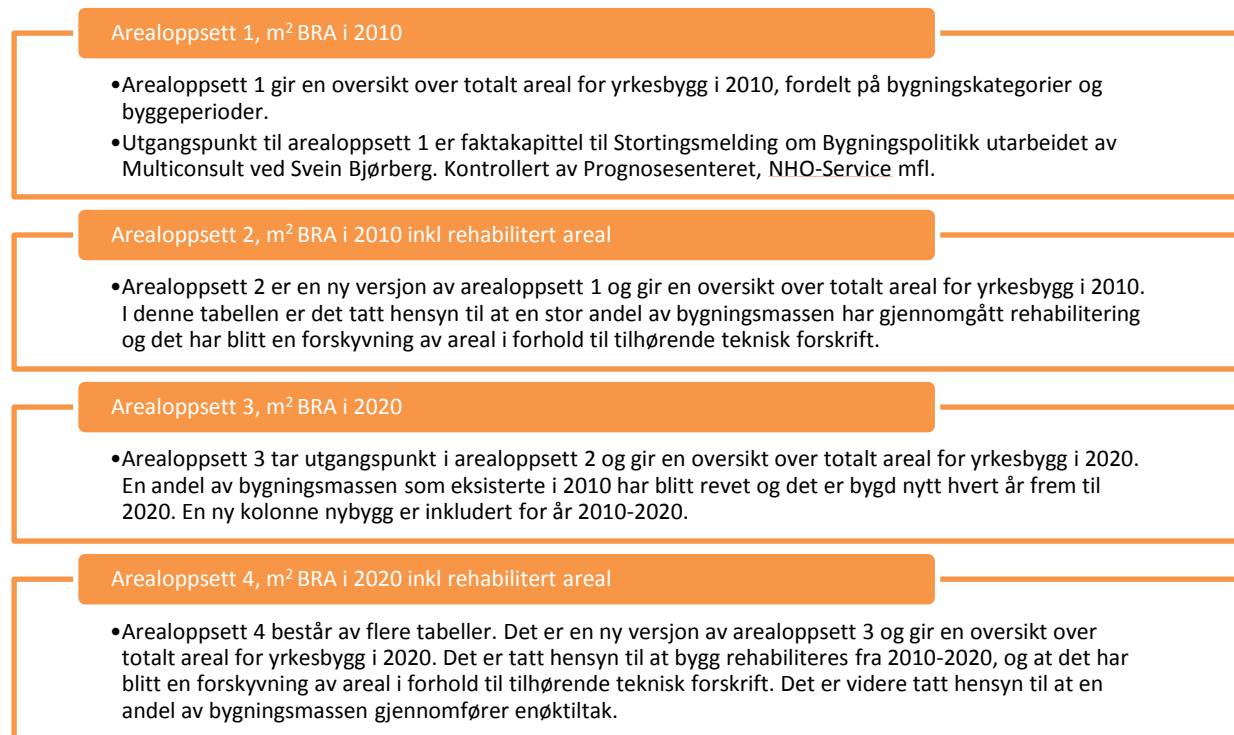 Arealoppsett 1, m² BRA i 2010
•Arealoppsett 1 gir en oversikt over totalt areal for yrkesbygg i 2010, fordelt på bygningskategorier og
byggeperioder.
•Utgangspunkt til arealoppsett 1 er faktakapittel til Stortingsmelding om Bygningspolitikk utarbeidet av
Multiconsult ved Svein Bjørberg. Kontrollert av Prognosesenteret, NHO-Service mfl.
Arealoppsett 2, m² BRA i 2010 inkl rehabilitert areal
•Arealoppsett 2 er en ny versjon av arealoppsett 1 og gir en oversikt over totalt areal for yrkesbygg i 2010.
I denne tabellen er det tatt hensyn til at en stor andel av bygningsmassen har gjennomgått rehabilitering
og det har blitt en forskyvning av areal i forhold til tilhørende teknisk forskrift.
Arealoppsett 3, m² BRA i 2020
•Arealoppsett 3 tar utgangspunkt i arealoppsett 2 og gir en oversikt over totalt areal for yrkesbygg i 2020.
En andel av bygningsmassen som eksisterte i 2010 har blitt revet og det er bygd nytt hvert år frem til
2020. En ny kolonne nybygg er inkludert for år 2010-2020.
Arealoppsett 4, m² BRA i 2020 inkl rehabilitert areal
•Arealoppsett 4 består av flere tabeller. Det er en ny versjon av arealoppsett 3 og gir en oversikt over
totalt areal for yrkesbygg i 2020. Det er tatt hensyn til at bygg rehabiliteres fra 2010-2020, og at det har
blitt en forskyvning av areal i forhold til tilhørende teknisk forskrift. Det er videre tatt hensyn til at en
andel av bygningsmassen gjennomfører enøktiltak.